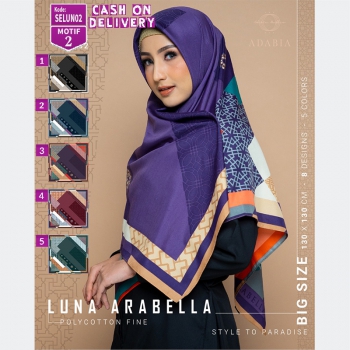 Kode:
SELUN02
MOTIF
2
CASH ON
DELIVERY
ARABIA
1
2
3
4
5
BIG SIZE
130 X 130 CM - 8 DESIGNS - 5 COLORS
LUNA ARABELLA
POLYCOTTON FINE
STYLE TO PARADISE